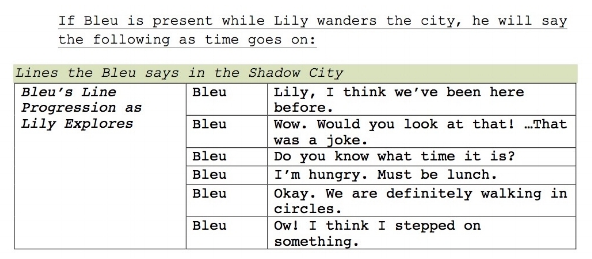 If Bleu is present while Lily wanders the city, he will say
the following as time goes on:
Lines the Bleu says in the Shadow City
Bleu's Line
Progression as
Lily Explores
Bleu
Lily, I think we've been here
before.
Bleu
Wow. Would you look at that! …That
was a joke.
Bleu
Do you know what time it is?
Bleu
I'm hungry. Must be lunch.
Bleu
Okay. We are definitely walking in
circles.
Bleu
Ow! I think I stepped on
something.